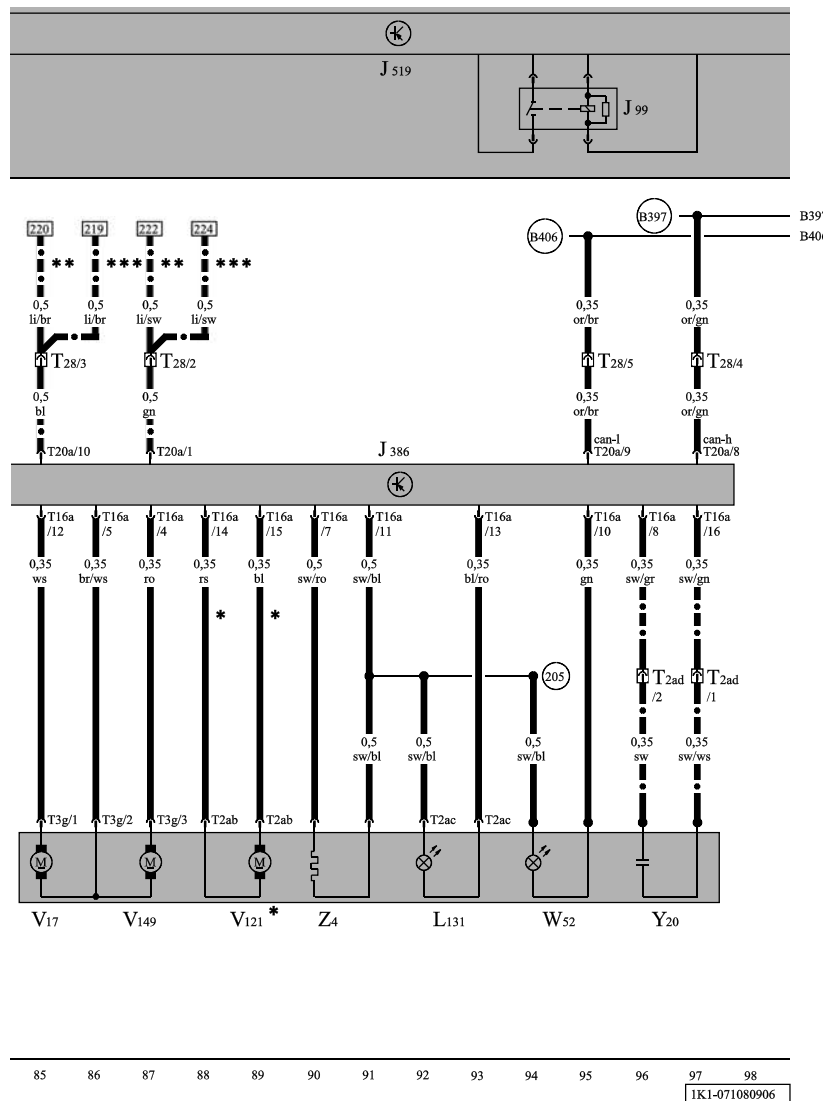 J 519
J 99
B397
B397
B406
B406
220 219 222 224
** *** ** ***
0,5 0,5 0,5 0,5 0,35 0,35
li/br li/br li/sw li/sw or/br or/gn
T28/3 T28/2 T28/5 T28/4
0,5 0,5 0,35 0,35
bl gn or/br or/gn
can-l can-h
T20a/10 T20a/1 J 386 T20a/9 T20a/8
T16a T16a T16a T16a T16a T16a T16a T16a T16a T16a T16a
/12 /5 /4 /14 /15 /7 /11 /13 /10 /8 /16
0,35 0,35 0,35 0,35 0,35 0,5 0,5 0,35 0,35 0,35 0,35
ws br/ws ro rs bl sw/ro sw/bl bl/ro gn sw/gr sw/gn
* *
205 T2ad T2ad
/2 /1
0,5 0,5 0,5 0,35 0,35
sw/bl sw/bl sw/bl sw sw/ws
T3g/1 T3g/2 T3g/3 T2ab T2ab T2ac T2ac
M M M
V17 V149 V121 * Z4 L131 W52 Y20
85 86 87 88 89 90 91 92 93 94 95 96 97 98
1K1-071080906